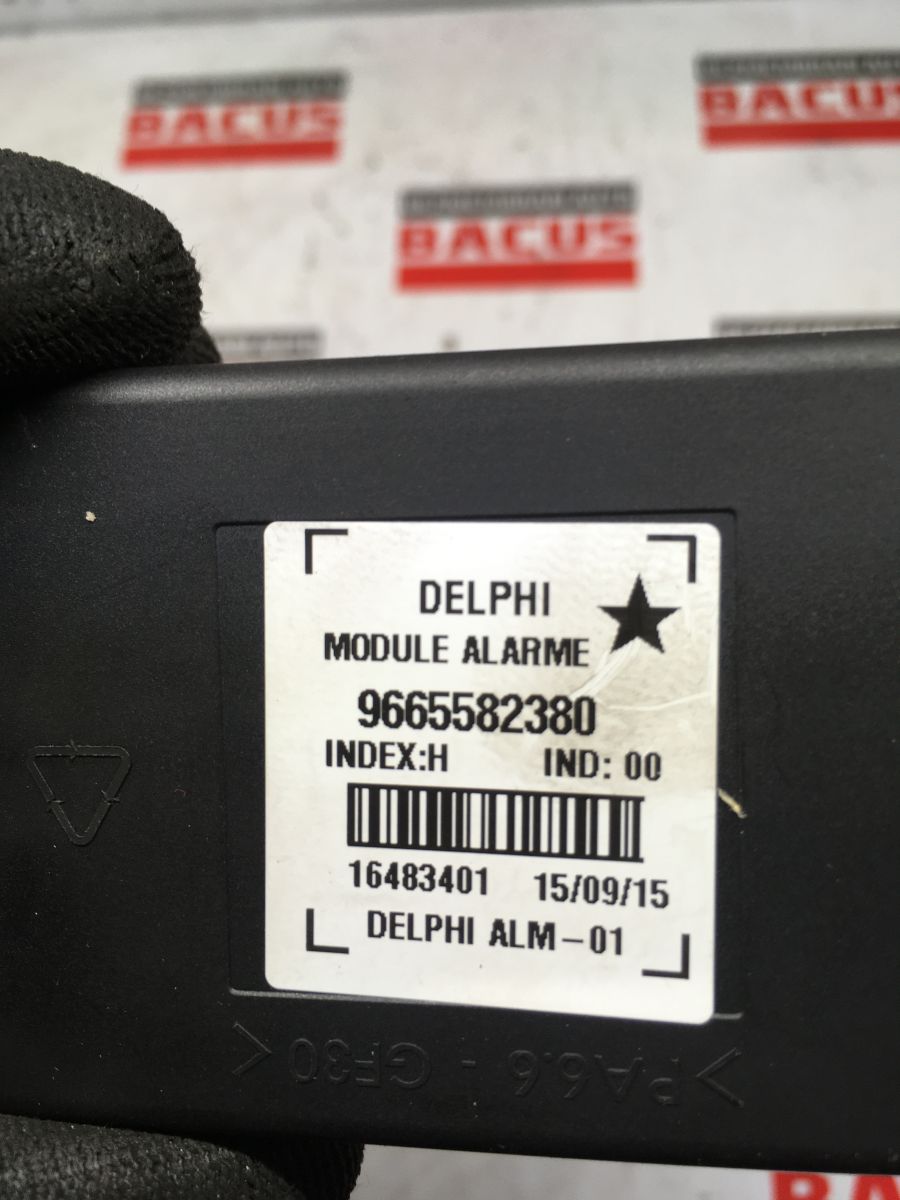 BACUS
BACUS
BACUS
DELPHI
MODULE ALARME
9665582380
INDEX:H IND: 00
16483401 15/09/15
DELPHI ALM-01
>PA6.6 - GF30<